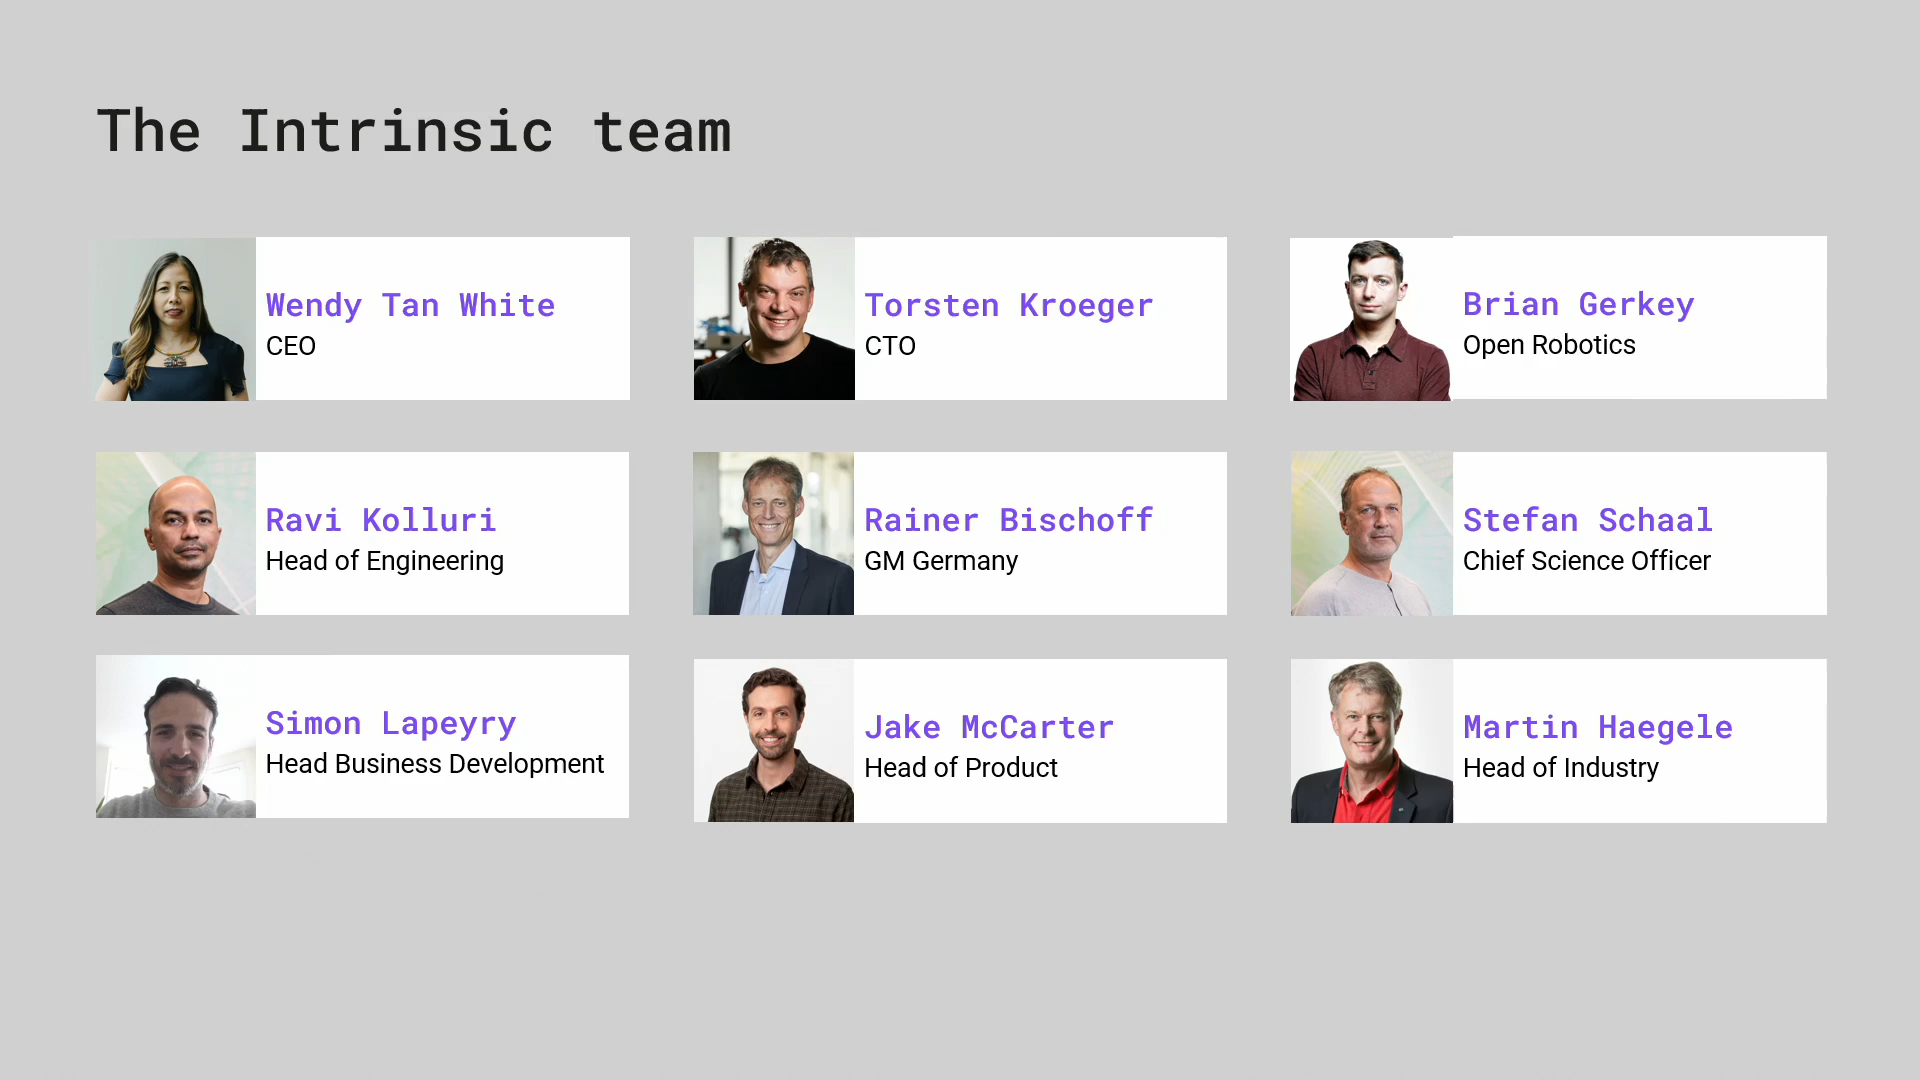 The Intrinsic team
Wendy Tan White
CEO
Torsten Kroeger
CTO
Brian Gerkey
Open Robotics
Ravi Kolluri
Head of Engineering
Rainer Bischoff
GM Germany
Stefan Schaal
Chief Science Officer
Simon Lapeyry
Head Business Development
Jake McCarter
Head of Product
Martin Haegele
Head of Industry